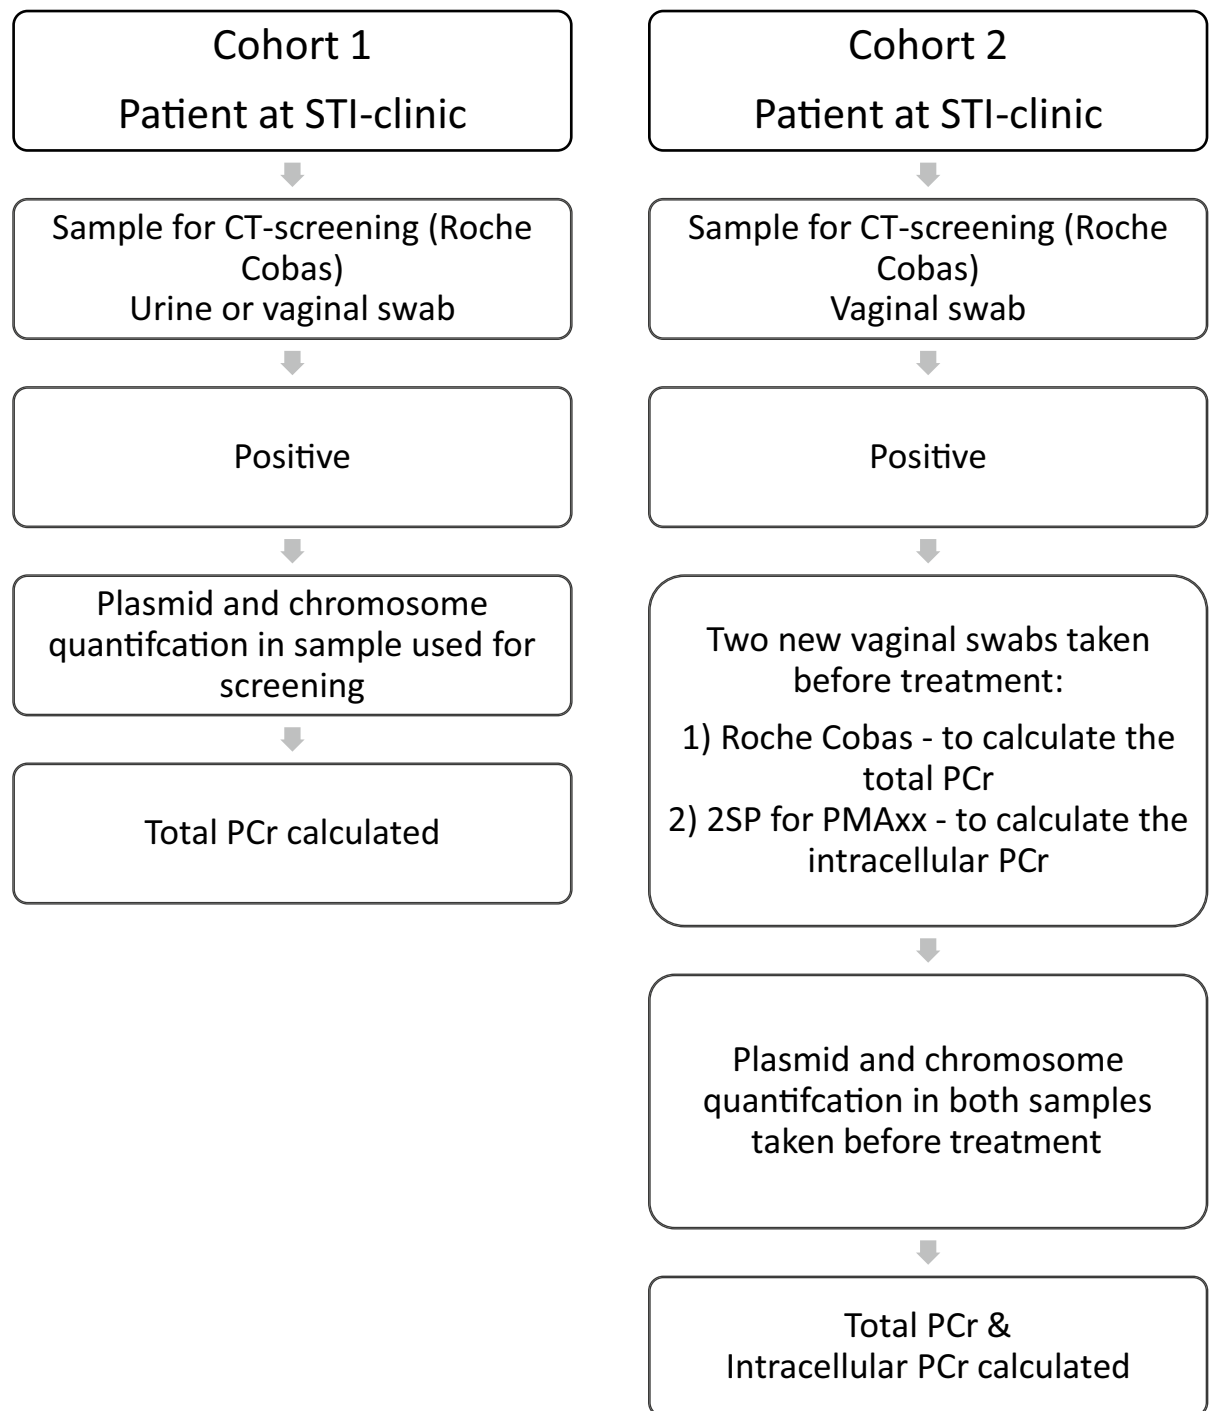 Cohort 1
Patient at STI-clinic
Sample for CT-screening (Roche
Cobas)
Urine or vaginal swab
Positive
Plasmid and chromosome
quantifcation in sample used for
screening
Total PCr calculated
Cohort 2
Patient at STI-clinic
Sample for CT-screening (Roche
Cobas)
Vaginal swab
Positive
Two new vaginal swabs taken
before treatment:
1) Roche Cobas - to calculate the
total PCr
2) 2SP for PMAxx - to calculate the
intracellular PCr
Plasmid and chromosome
quantifcation in both samples
taken before treatment
Total PCr &
Intracellular PCr calculated